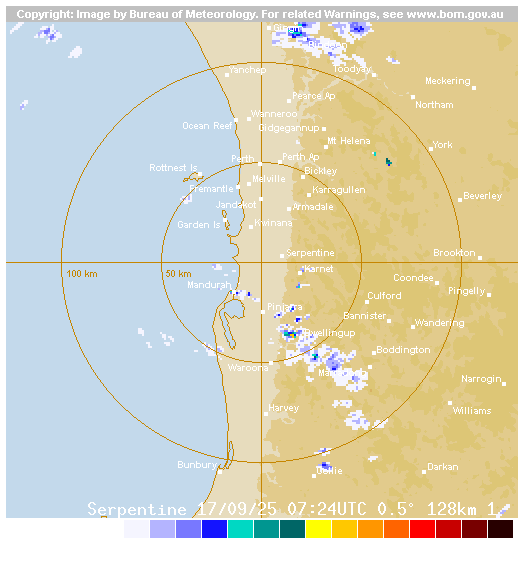 Copyright: Image by Bureau of Meteorology. For related Warnings, see www.bom.gov.au
Toodyay
Yanchep
Meckering
Pearce Ap
Northam
Wanneroo
Ocean Reef
Gidgegannup
Mt Helena
York
Perth
Perth Ap
Rottnest Is
Bickley
Melville
Fremantle
Karragullen
Beverley
Jandakot
Armadale
Garden Is
Kwinana
Serpentine
Brookton
100 km
50 km
Karnet
Coondee
Mandurah
Pingelly
Culford
Pinjarra
Bannister
Wandering
Dwellingup
Boddington
Waroona
Narrogin
Harvey
Williams
Bunbury
Collie
Darkan
Serpentine 17/09/25 07:24UTC 0.5° 128km 1